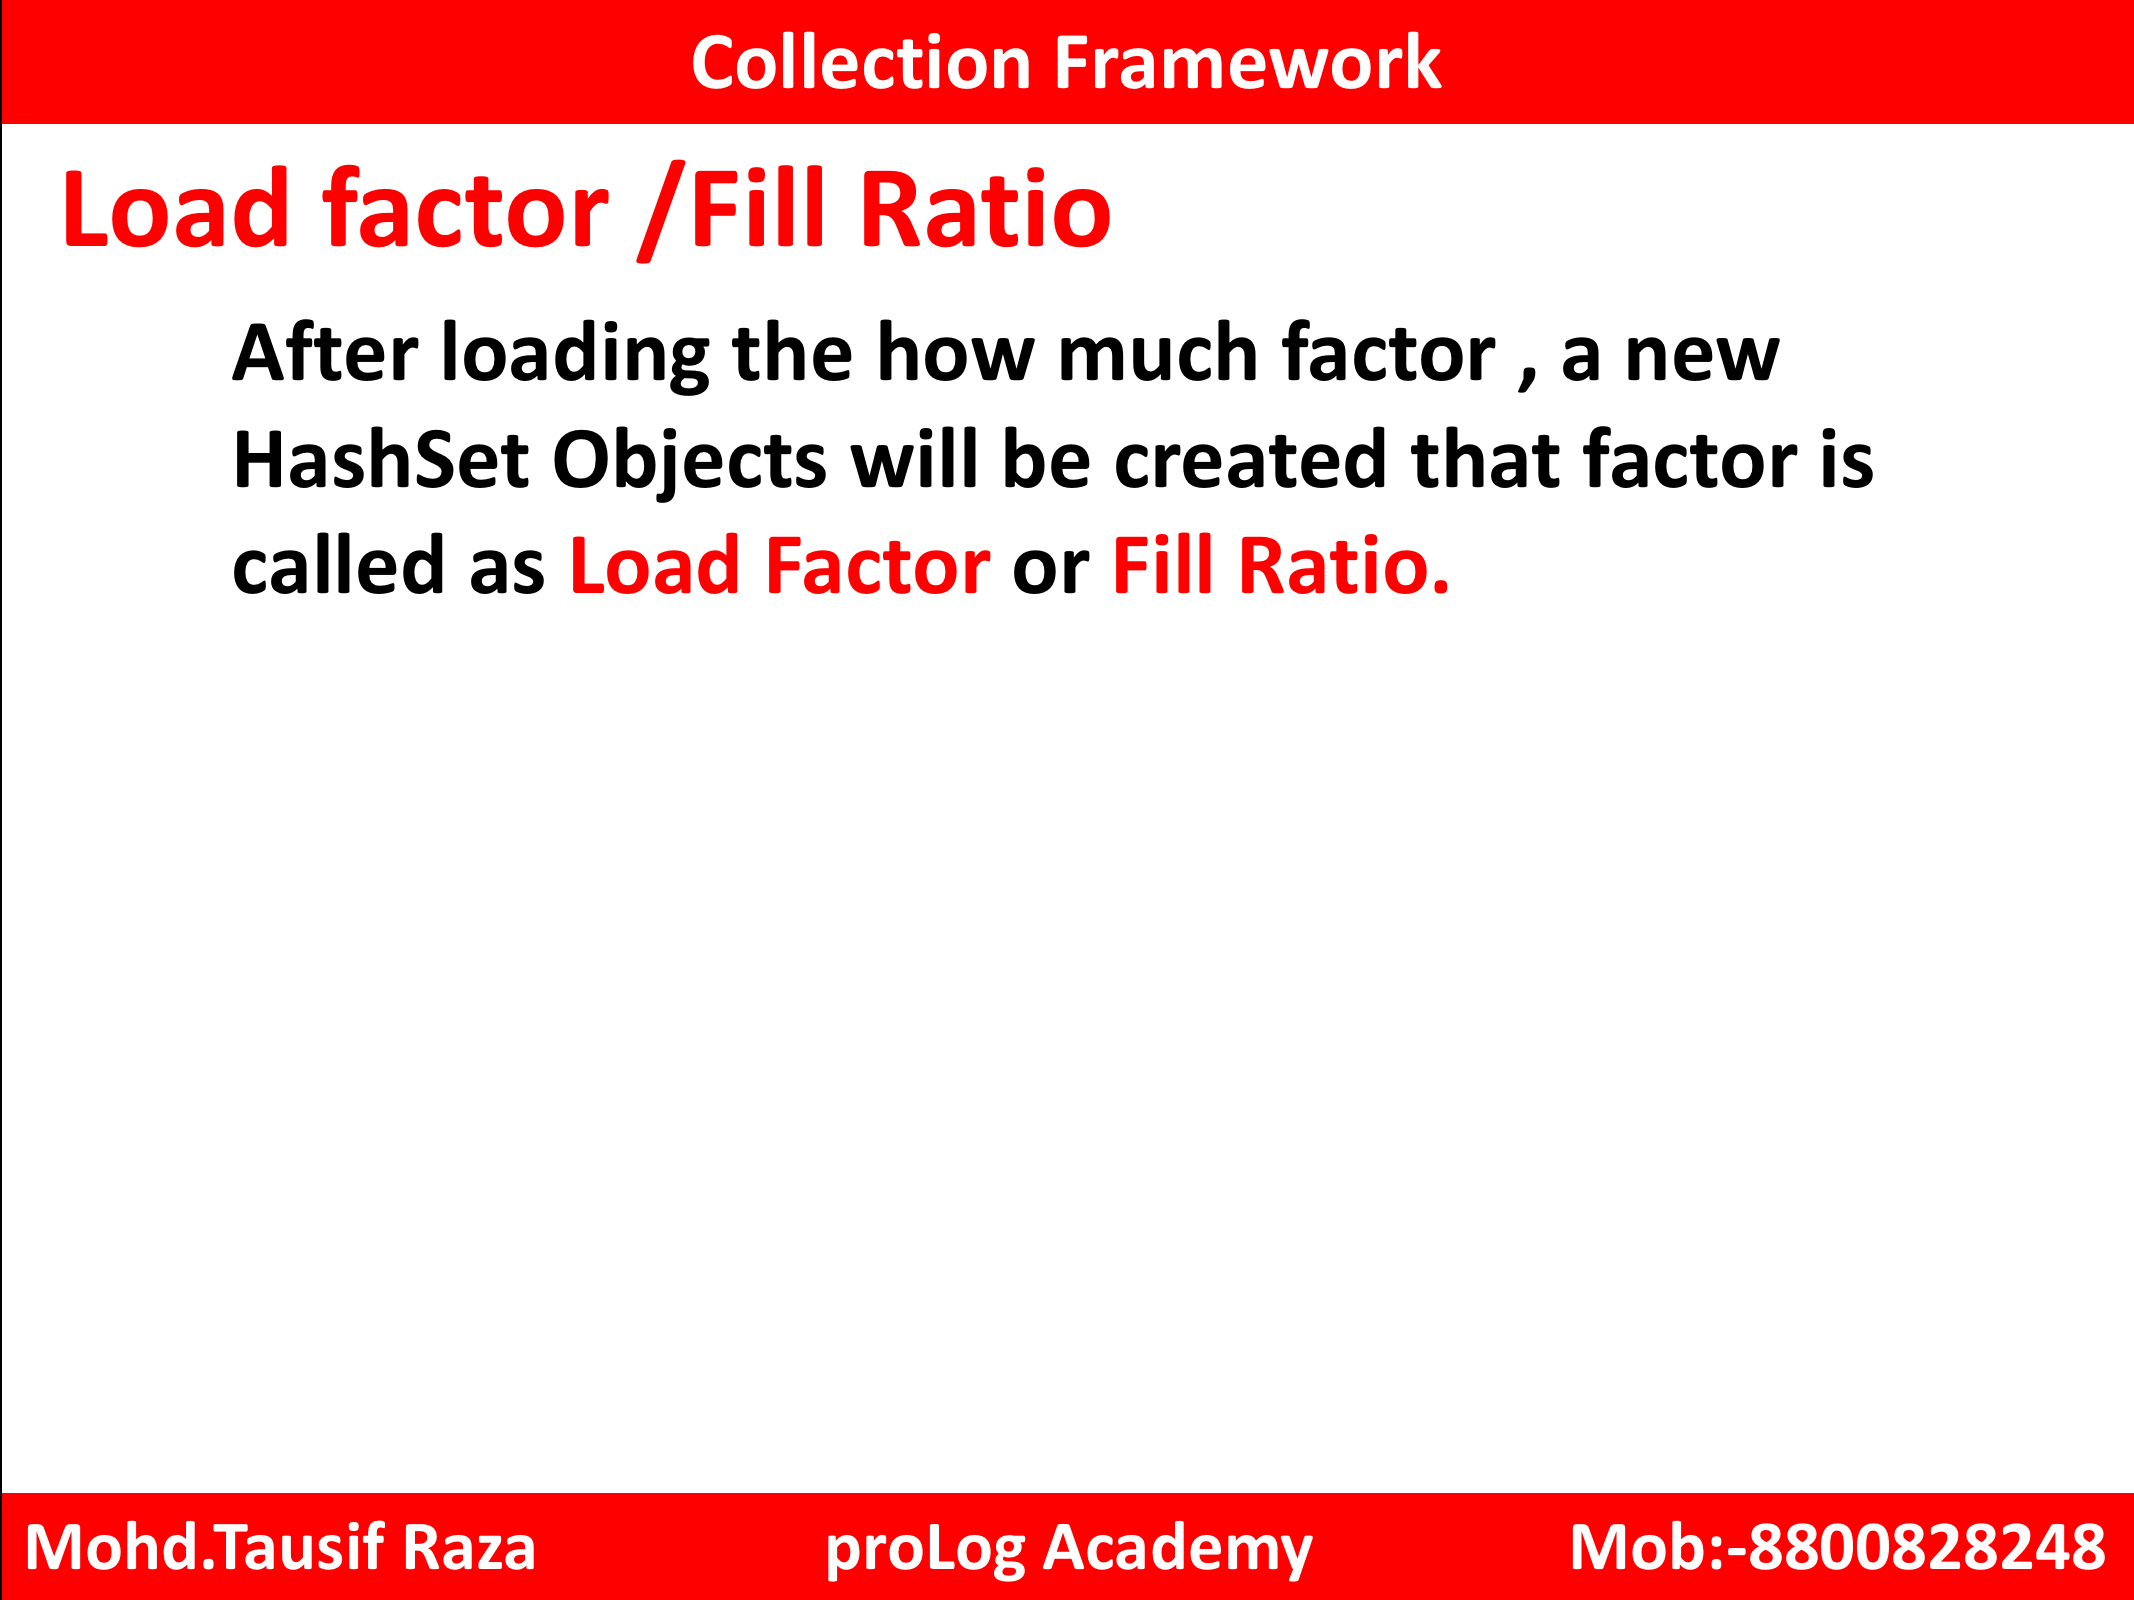 Collection Framework
Load factor /Fill Ratio
After loading the how much factor , a new
HashSet Objects will be created that factor is
called as Load Factor or Fill Ratio.
Mohd.Tausif Raza proLog Academy Mob:-8800828248